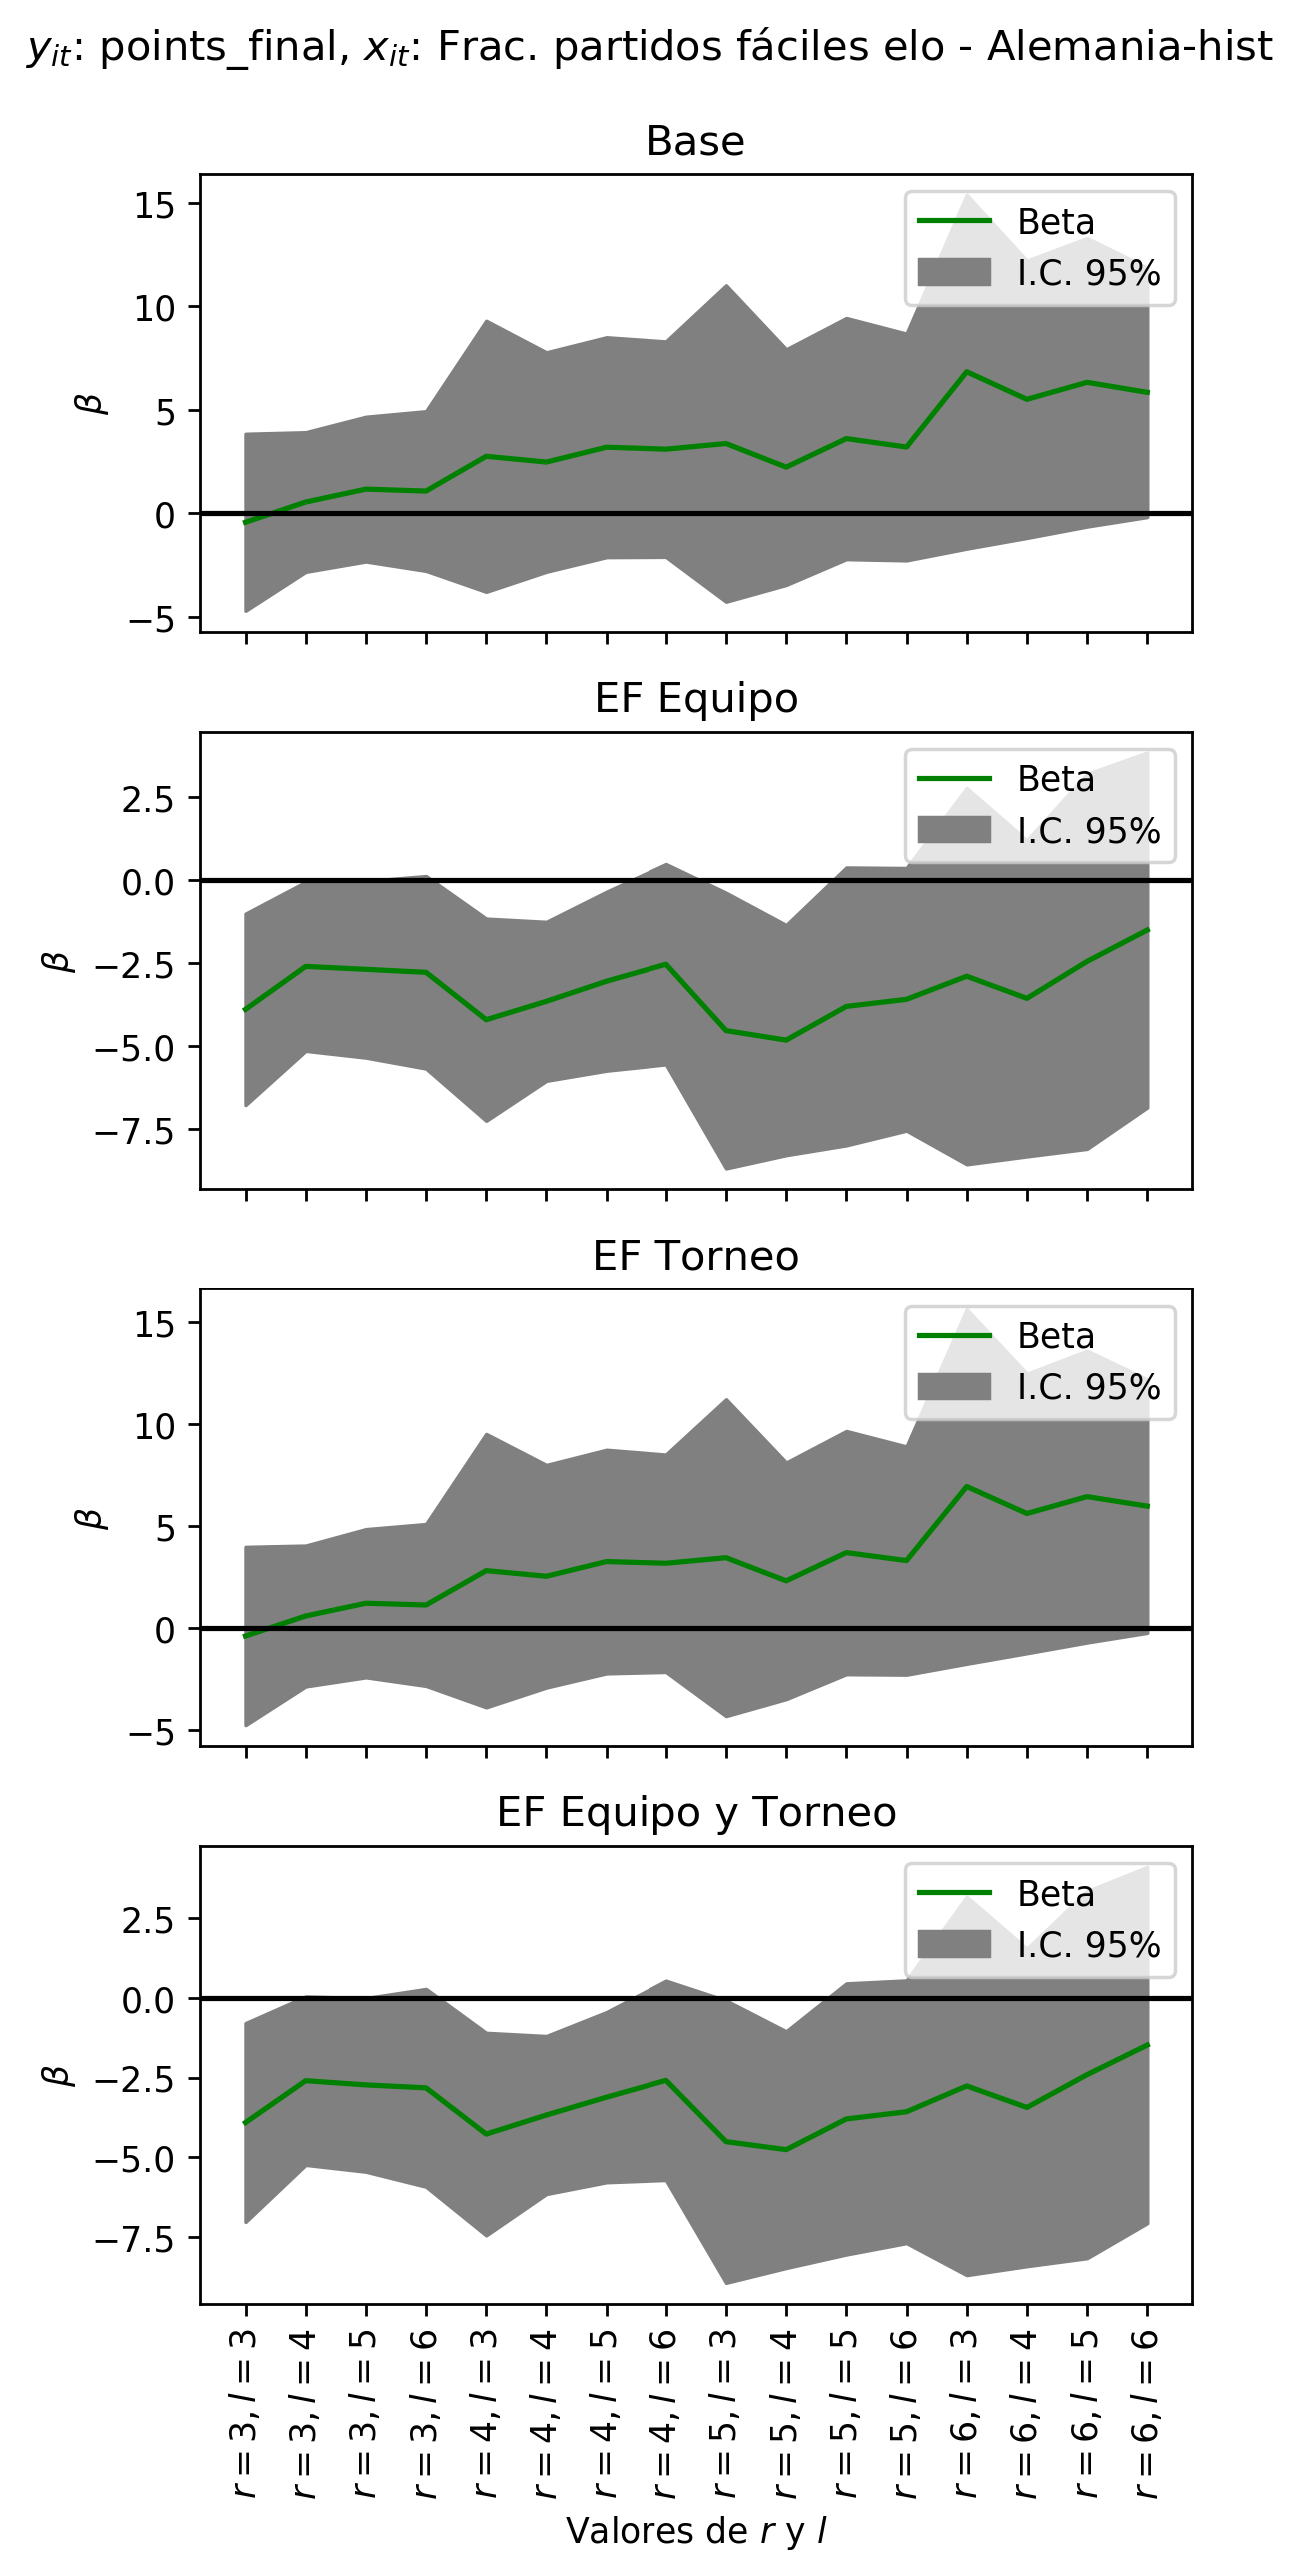 y_it: points_final, x_it: Frac. partidos fáciles elo - Alemania-hist
Base
Beta
I.C. 95%
15
10
5
0
−5
β
EF Equipo
Beta
I.C. 95%
2.5
0.0
−2.5
−5.0
−7.5
β
EF Torneo
Beta
I.C. 95%
15
10
5
0
−5
β
EF Equipo y Torneo
Beta
I.C. 95%
2.5
0.0
−2.5
−5.0
−7.5
β
r = 3, l = 3
r = 3, l = 4
r = 3, l = 5
r = 3, l = 6
r = 4, l = 3
r = 4, l = 4
r = 4, l = 5
r = 4, l = 6
r = 5, l = 3
r = 5, l = 4
r = 5, l = 5
r = 5, l = 6
r = 6, l = 3
r = 6, l = 4
r = 6, l = 5
r = 6, l = 6
Valores de r y l